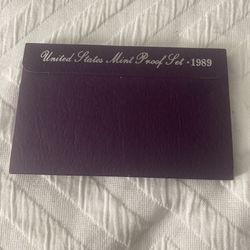 United States Mint Proof Set · 1989